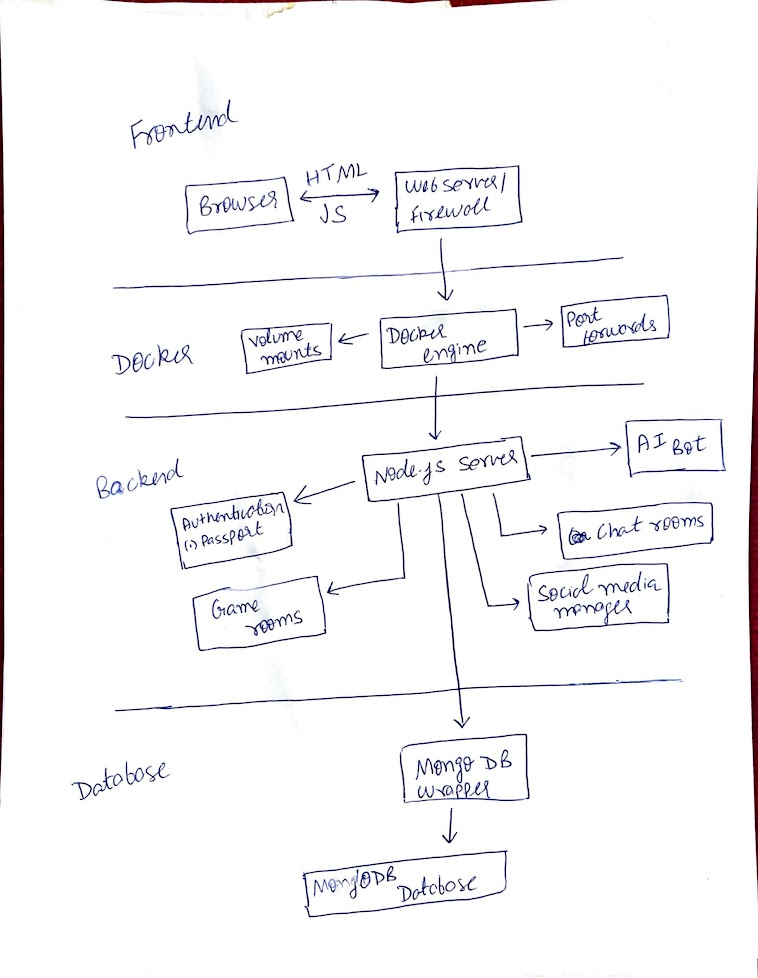 Frontend
HTML
Browser
JS
Web server/
firewall
Docker
Volume
mounts
Docker
engine
Port
forwards
Backend
Node.js Server
AI Bot
Authentication
(i) Passport
Chat rooms
Game
rooms
Social media
manager
Database
Mongo DB
wrapper
MongoDB
Database